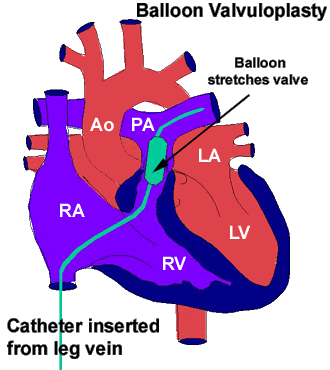 Balloon Valvuloplasty
Balloon
stretches valve
Ao
PA
LA
RA
LV
RV
Catheter inserted
from leg vein